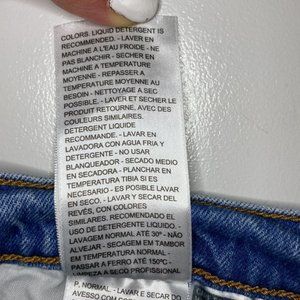 COLORS. LIQUID DETERGENT IS
RECOMMENDED. - LAVER EN
MACHINE A L'EAU FROIDE - NE
PAS BLANCHIR - SECHER EN
MACHINE A TEMPERATURE
MOYENNE - REPASSER A
TEMPERATURE MOYENNE AU
BESOIN - NETTOYAGE A SEC
POSSIBLE. - LAVER ET SECHER LE
PRODUIT RETOURNE, AVEC DES
COULEURS SIMILAIRES.
DETERGENT LIQUIDE
RECOMMANDE. - LAVAR EN
LAVADORA CON AGUA FRIA Y
DETERGENTE - NO USAR
BLANQUEADOR - SECADO MEDIO
EN SECADORA - PLANCHAR EN
TEMPERATURA TIBIA SI ES
NECESARIO - ES POSIBLE LAVAR
EN SECO. - LAVAR Y SECAR DEL
REVÉS, CON COLORES
SIMILARES. RECOMENDADO EL
USO DE DETERGENTE LIQUIDO. -
LAVAGEM NORMAL ATÉ 30º - NÃO
ALVEJAR - SECAGEM EM TAMBOR
EM TEMPERATURA NORMAL -
PASSAR A FERRO ATÉ 150ºC -
LIMPEZA A SECO PROFISSIONAL
P, NORMAL - LAVAR E SECAR DO
AVESSO COM